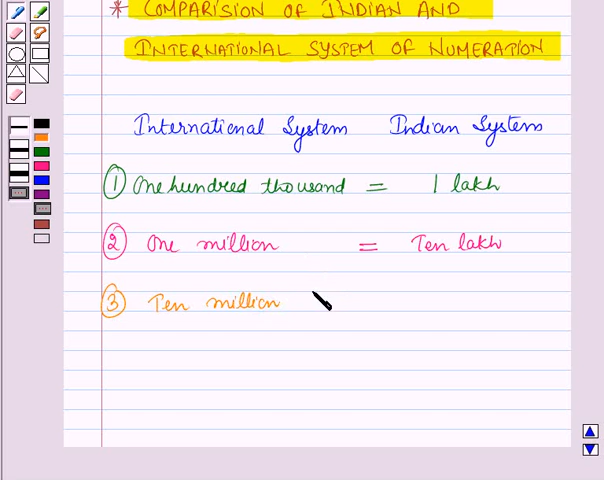 * COMPARISION OF INDIAN AND
INTERNATIONAL SYSTEM OF NUMERATION
International System Indian System
① One hundred thousand = 1 lakh
② One million = Ten lakh
③ Ten million